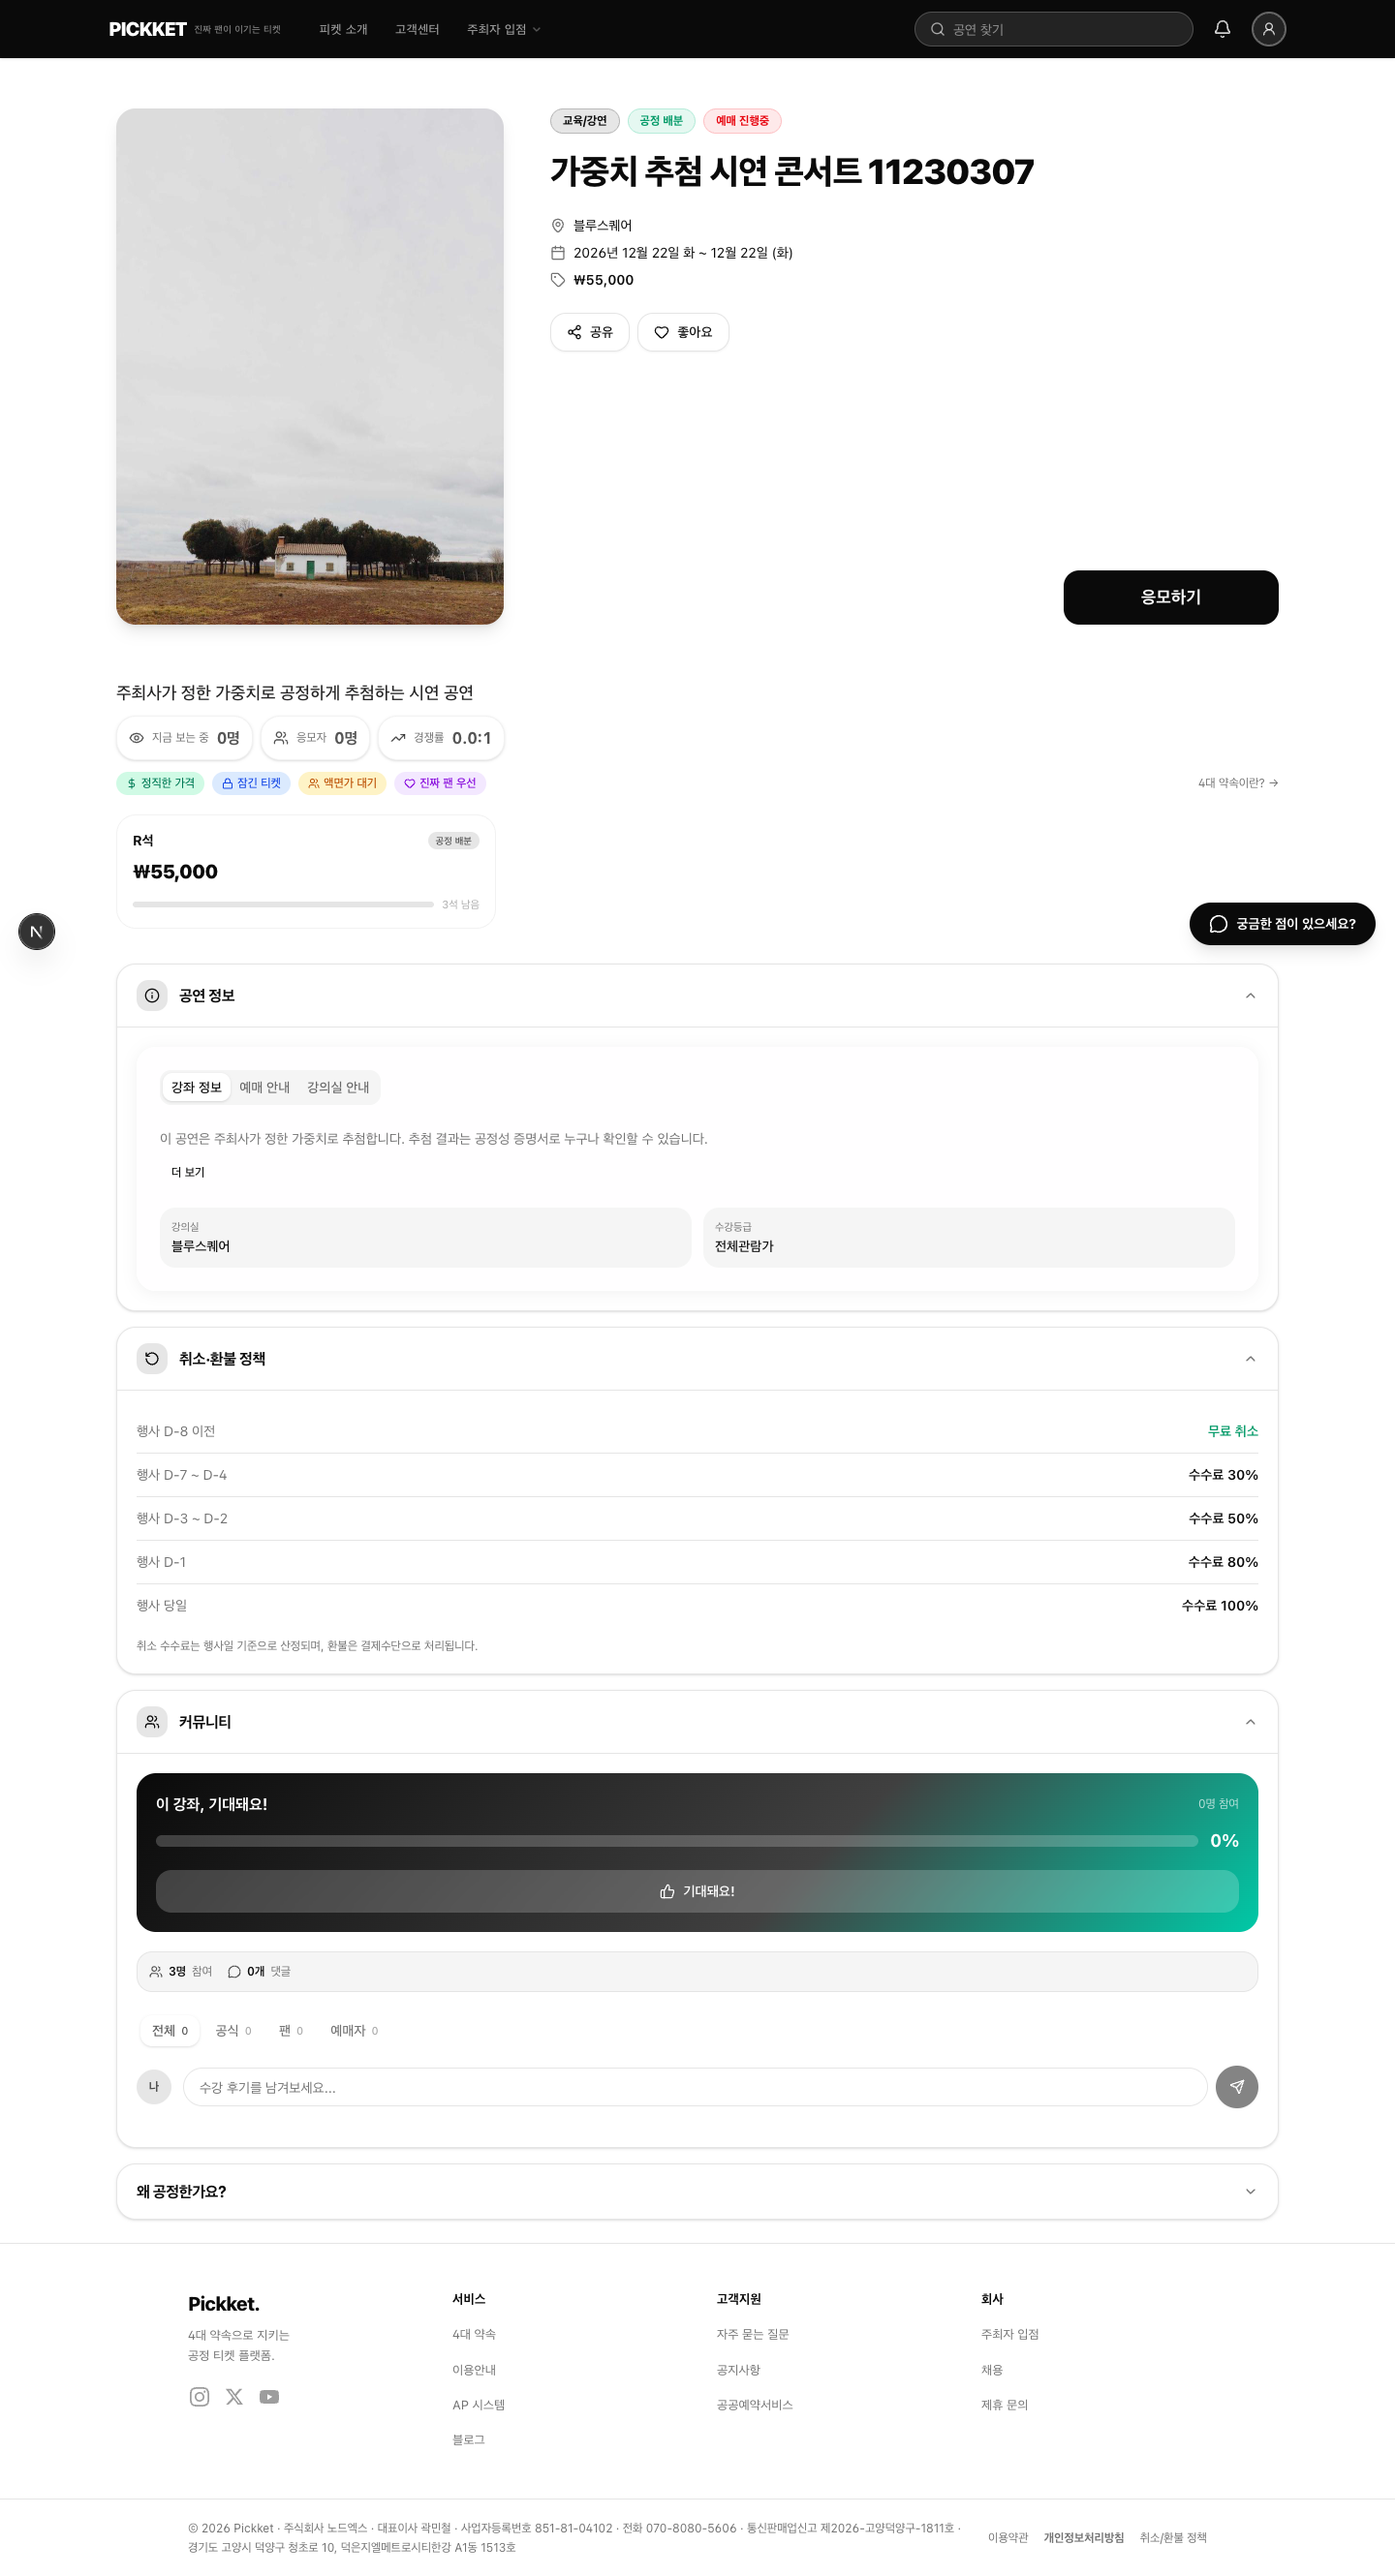 PICKKET 진짜 팬이 이기는 티켓 피켓 소개 고객센터 주최자 입점 공연 찾기
교육/강연 공정 배분 예매 진행중
가중치 추첨 시연 콘서트 11230307
블루스퀘어
2026년 12월 22일 화 ~ 12월 22일 (화)
₩55,000
공유 좋아요
응모하기
주최사가 정한 가중치로 공정하게 추첨하는 시연 공연
지금 보는 중 0명 응모자 0명 경쟁률 0.0:1
정직한 가격 잠긴 티켓 액면가 대기 진짜 팬 우선 4대 약속이란? →
R석 공정 배분
₩55,000
3석 남음
N
궁금한 점이 있으세요?
공연 정보
강좌 정보 예매 안내 강의실 안내
이 공연은 주최사가 정한 가중치로 추첨합니다. 추첨 결과는 공정성 증명서로 누구나 확인할 수 있습니다.
더 보기
강의실
블루스퀘어
수강등급
전체관람가
취소·환불 정책
행사 D-8 이전 무료 취소
행사 D-7 ~ D-4 수수료 30%
행사 D-3 ~ D-2 수수료 50%
행사 D-1 수수료 80%
행사 당일 수수료 100%
취소 수수료는 행사일 기준으로 산정되며, 환불은 결제수단으로 처리됩니다.
커뮤니티
이 강좌, 기대돼요! 0명 참여
0%
기대돼요!
3명 참여 0개 댓글
전체 0 공식 0 팬 0 예매자 0
나 수강 후기를 남겨보세요...
왜 공정한가요?
Pickket.
4대 약속으로 지키는
공정 티켓 플랫폼.
서비스
4대 약속
이용안내
AP 시스템
블로그
고객지원
자주 묻는 질문
공지사항
공공예약서비스
회사
주최자 입점
채용
제휴 문의
© 2026 Pickket · 주식회사 노드엑스 · 대표이사 곽민철 · 사업자등록번호 851-81-04102 · 전화 070-8080-5606 · 통신판매업신고 제2026-고양덕양구-1811호 ·
경기도 고양시 덕양구 청초로 10, 덕은지엘메트로시티한강 A1동 1513호
이용약관 개인정보처리방침 취소/환불 정책